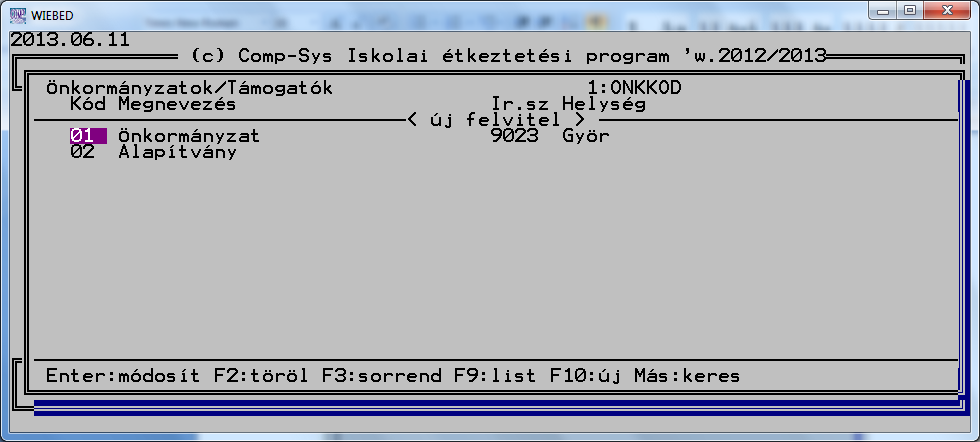 WIEBED
2013.06.11
(c) Comp-Sys Iskolai étkeztetési program 'w.2012/2013
Önkormányzatok/Támogatók 1:ONKKOD
Kód Megnevezés Ir.sz Helység
< új felvitel >
01 Önkormányzat 9023 Györ
02 Alapítvány
Enter:módosít F2:töröl F3:sorrend F9:list F10:új Más:keres